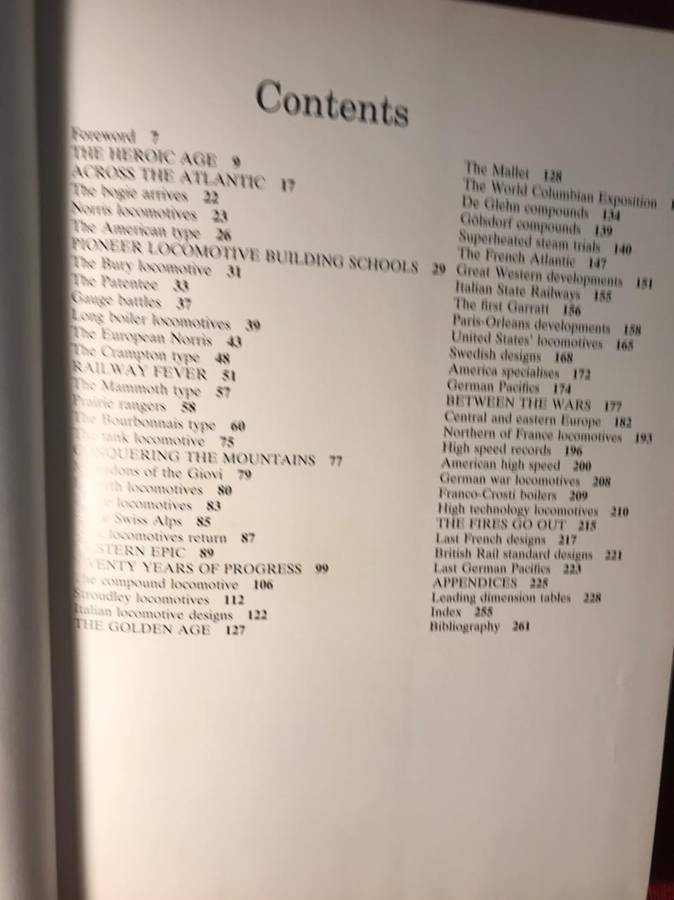 Contents
Foreword 7
THE HEROIC AGE 9
ACROSS THE ATLANTIC 17
The bogie arrives 22
Norris locomotives 23
The American type 26
PIONEER LOCOMOTIVE BUILDING SCHOOLS 29
The Bury locomotive 31
The Patentee 33
Gauge battles 37
Long boiler locomotives 39
The European Norris 43
The Crampton type 48
RAILWAY FEVER 51
The Mammoth type 57
Prairie rangers 58
The Bourbonnais type 60
The tank locomotive 75
CONQUERING THE MOUNTAINS 77
of the Giovi 79
locomotives 80
locomotives 83
Swiss Alps 85
locomotives return 87
EPIC 89
YEARS OF PROGRESS 99
The compound locomotive 106
Stroudley locomotives 112
Italian locomotive designs 122
THE GOLDEN AGE 127
The Mallet 128
The World Columbian Exposition
De Glehn compounds 134
Gölsdorf compounds 139
Superheated steam trials 140
The French Atlantic 147
Great Western developments 151
Italian State Railways 155
The first Garratt 156
Paris-Orleans developments 158
United States' locomotives 165
Swedish designs 168
America specialises 172
German Pacifics 174
BETWEEN THE WARS 177
Central and eastern Europe 182
Northern of France locomotives 193
High speed records 196
American high speed 200
German war locomotives 208
Franco-Crosti boilers 209
High technology locomotives 210
THE FIRES GO OUT 215
Last French designs 217
British Rail standard designs 221
Last German Pacifics 223
APPENDICES 225
Leading dimension tables 228
Index 255
Bibliography 261